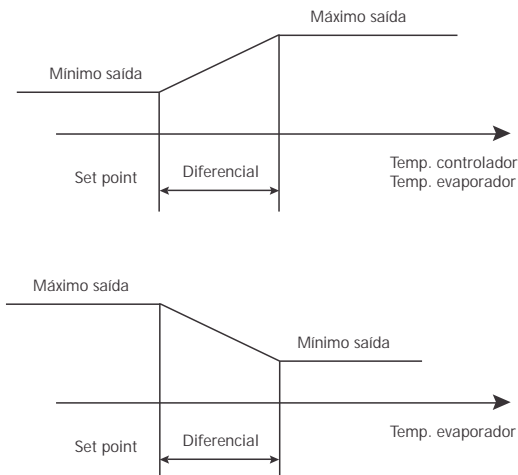 Máximo saída
Mínimo saída
Set point
Diferencial
Temp. controlador
Temp. evaporador
Máximo saída
Mínimo saída
Set point
Diferencial
Temp. evaporador